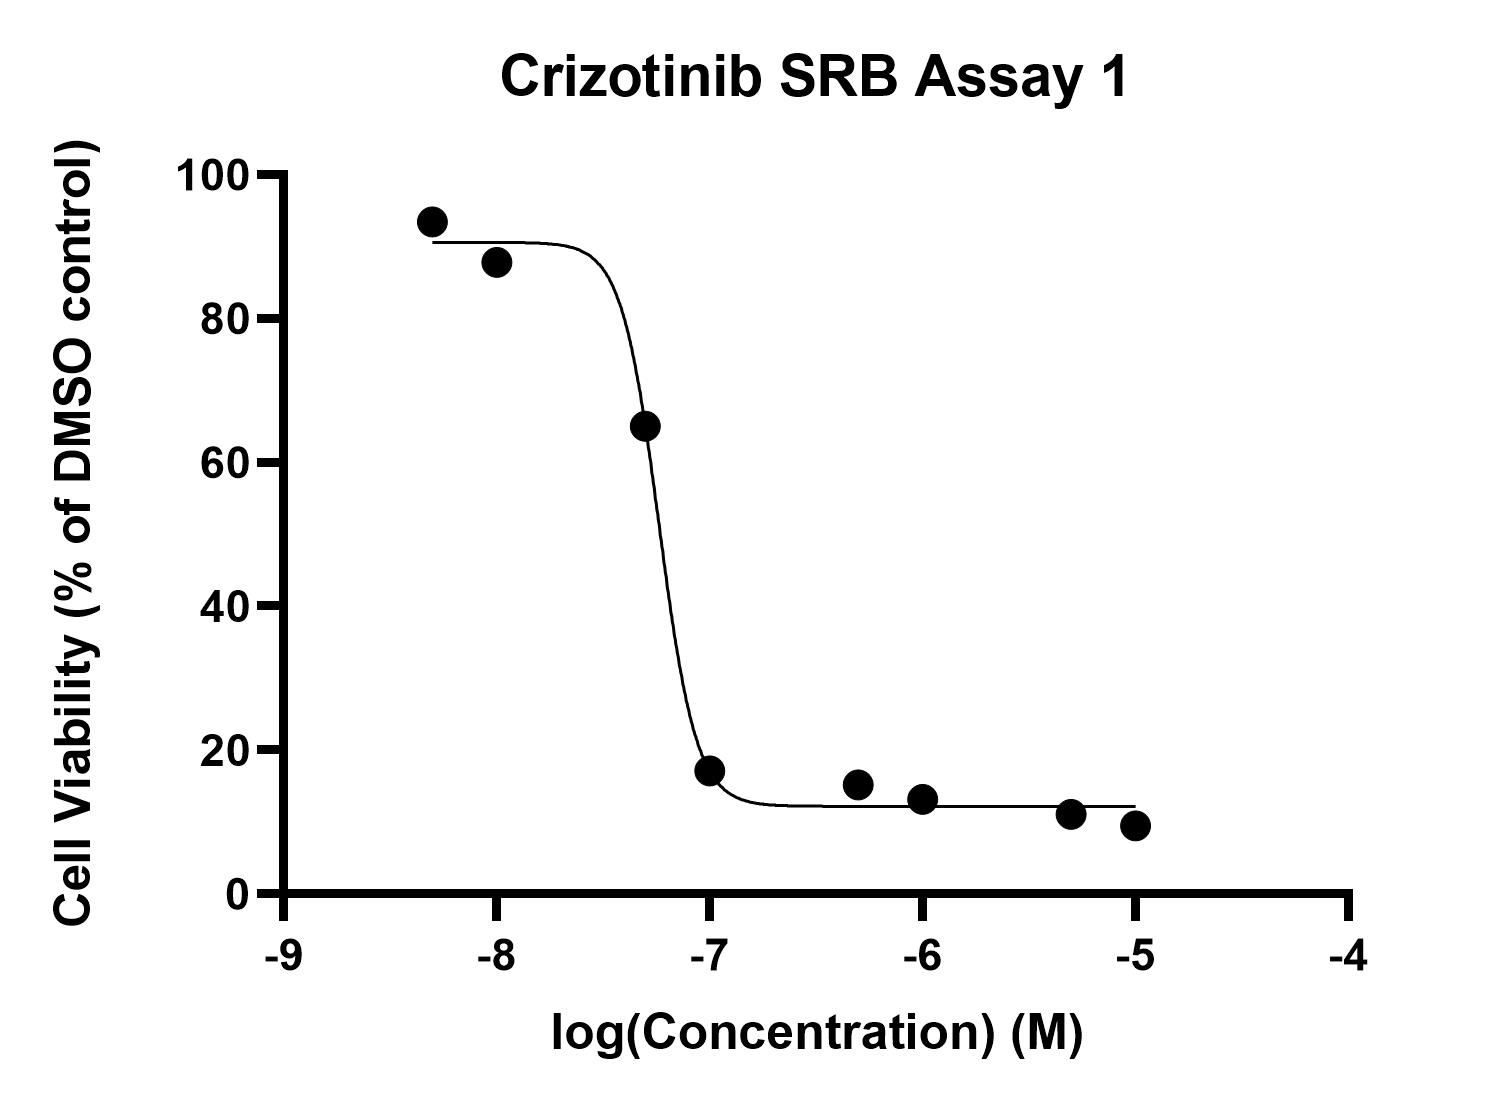 Crizotinib SRB Assay 1
Cell Viability (% of DMSO control)
100
80
60
40
20
0
-9 -8 -7 -6 -5 -4
log(Concentration) (M)